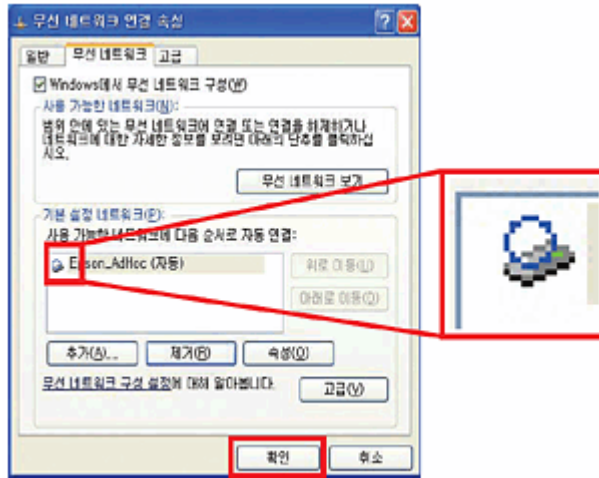 무선 네트워크 연결 속성
일반 무선 네트워크 고급
Windows에서 무선 네트워크 구성(W)
사용 가능한 네트워크(N):
범위 안에 있는 무선 네트워크에 연결 또는 연결을 해제하거나
네트워크에 대한 자세한 정보를 보려면 아래의 단추를 클릭하십
시오.
무선 네트워크 보기
기본 설정 네트워크(P):
사용 가능한 네트워크에 다음 순서로 자동 연결:
Epson_AdHoc (자동)
위로 이동(U)
아래로 이동(D)
추가(A)... 제거(R) 속성(O)
무선 네트워크 구성 설정에 대해 알아봅니다.
고급(V)
확인 취소